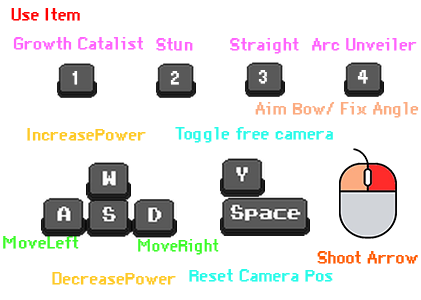 Use Item
Growth Catalist Stun Straight Arc Unveiler
1 2 3 4
Aim Bow/ Fix Angle
IncreasePower Toggle free camera
W Y
A S D Space
MoveLeft MoveRight
Shoot Arrow
DecreasePower Reset Camera Pos